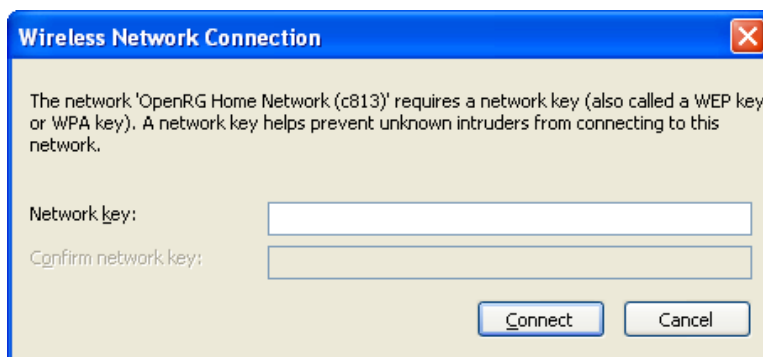 Wireless Network Connection
The network 'OpenRG Home Network (c813)' requires a network key (also called a WEP key
or WPA key). A network key helps prevent unknown intruders from connecting to this
network.
Network key:
Confirm network key:
Connect Cancel